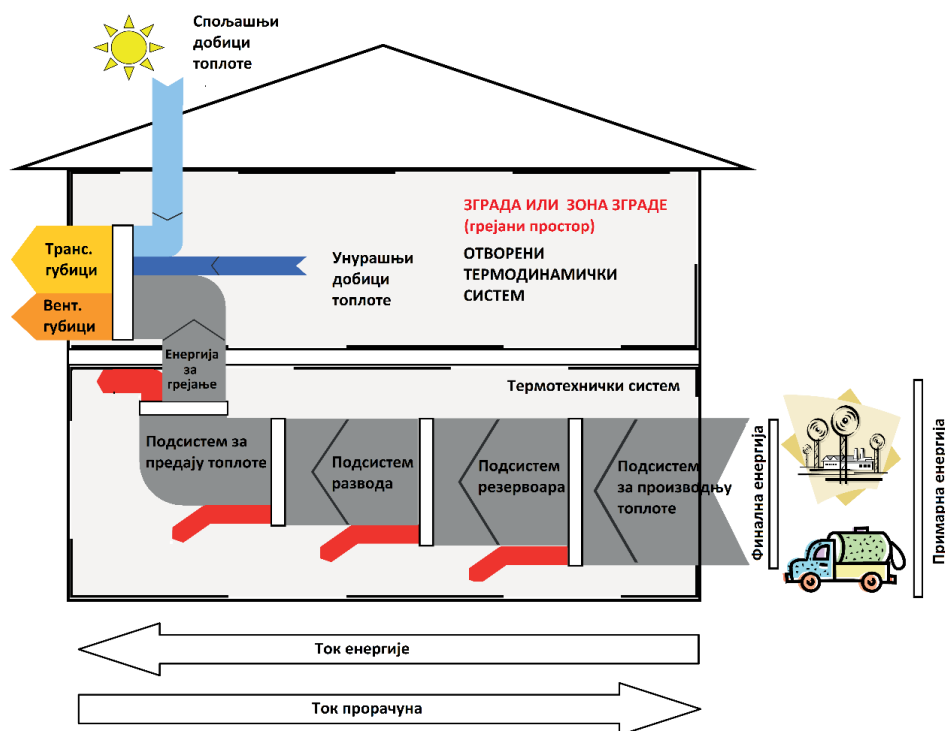 Спољашњи
добици
топлоте
ЗГРАДА ИЛИ ЗОНА ЗГРАДЕ
(грејани простор)
ОТВОРЕНИ
ТЕРМОДИНАМИЧКИ
СИСТЕМ
Транс.
губици
Унурашњи
добици
топлоте
Вент.
губици
Енергија
за
грејање
Термотехнички систем
Подсистем за
предају топлоте
Подсистем
развода
Подсистем
резервоара
Подсистем
за производњу
топлоте
Финална енергија
Примарна енергија
Ток енергије
Ток прорачуна